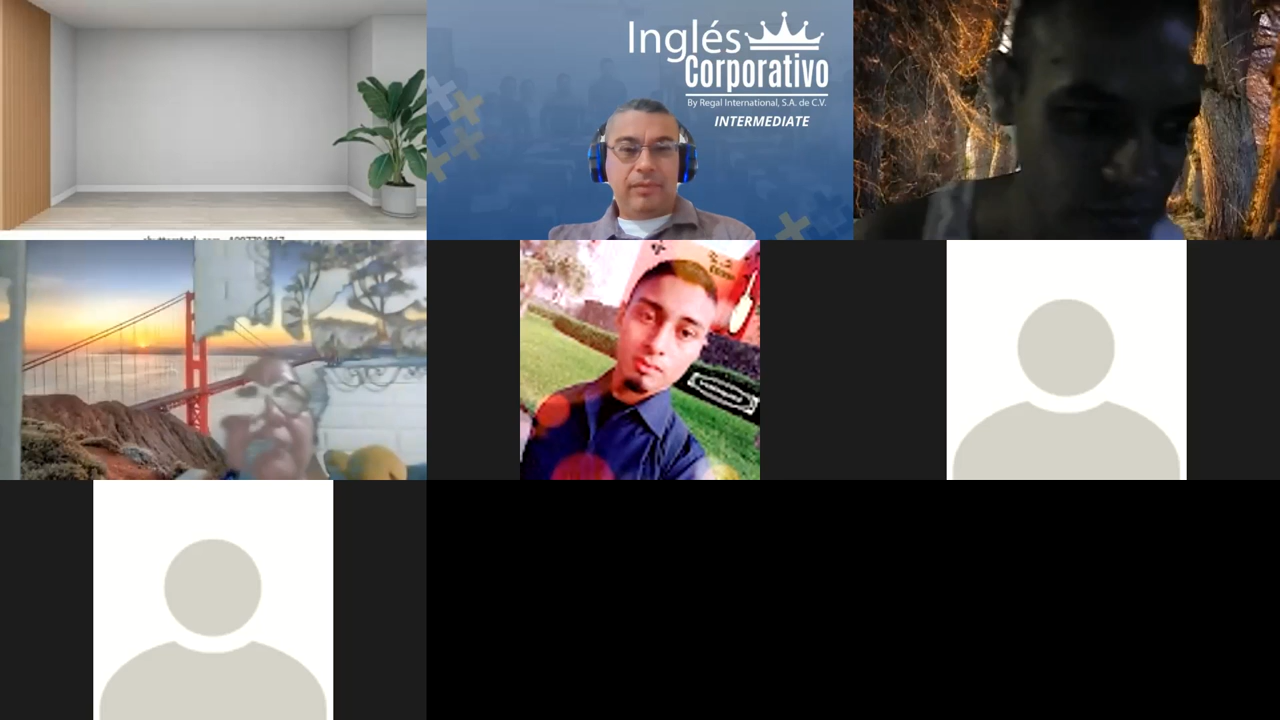 Inglés
Corporativo
By Regal International, S.A. de C.V.
INTERMEDIATE